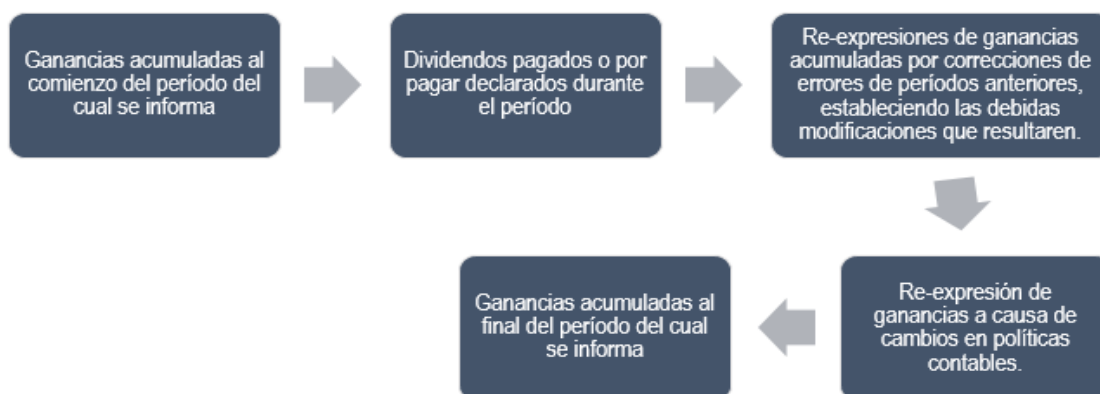 Ganancias acumuladas al
comienzo del período del
cual se informa
Dividendos pagados o por
pagar declarados durante
el período
Re-expresiones de ganancias
acumuladas por correcciones de
errores de períodos anteriores,
estableciendo las debidas
modificaciones que resultaren.
Re-expresión de
ganancias a causa de
cambios en políticas
contables.
Ganancias acumuladas al
final del período del cual
se informa